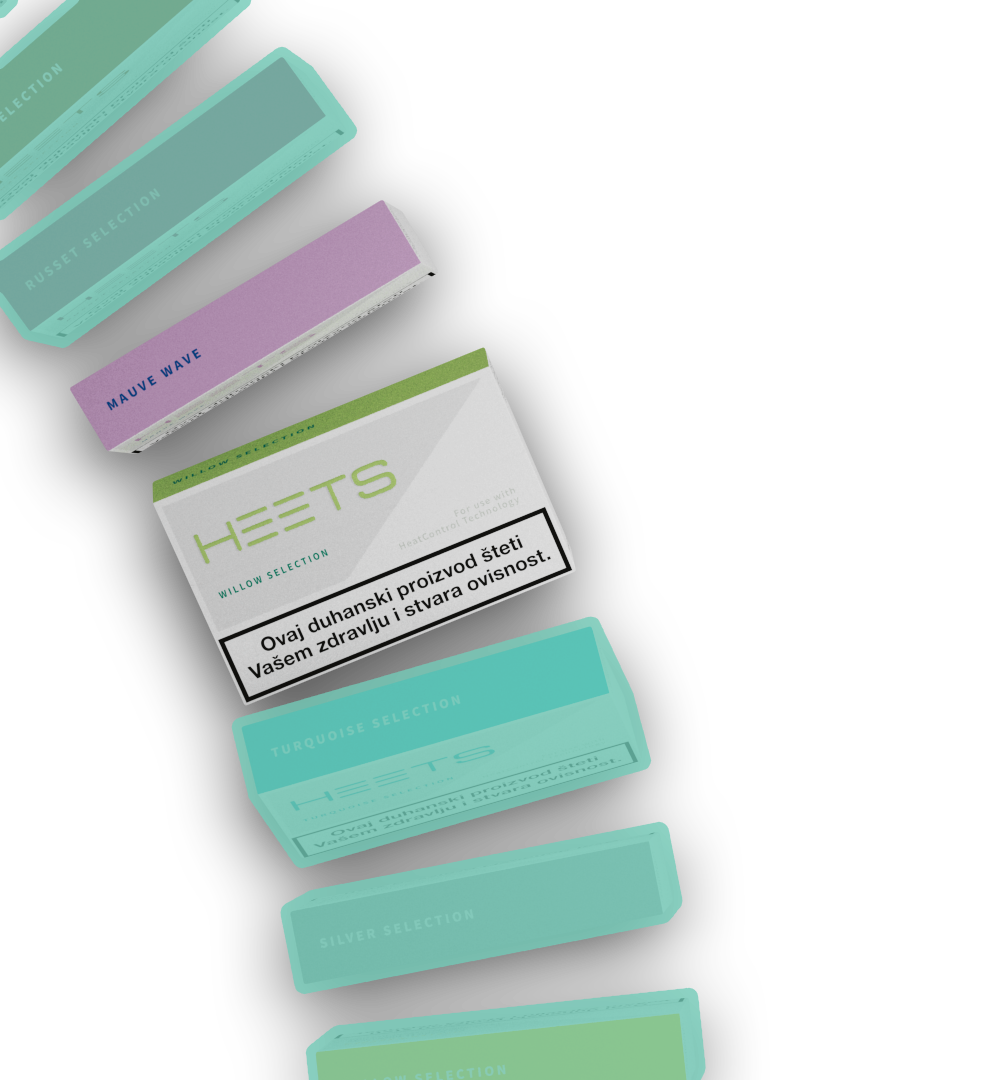 SELECTION
RUSSET SELECTION
MAUVE WAVE
WILLOW SELECTION
HEETS
WILLOW SELECTION
For use with
HeatControl Technology
Ovaj duhanski proizvod šteti
Vašem zdravlju i stvara ovisnost.
TURQUOISE SELECTION
HEETS
TURQUOISE SELECTION
Ovaj duhanski proizvod šteti
Vašem zdravlju i stvara ovisnost.
SILVER SELECTION
SELECTION